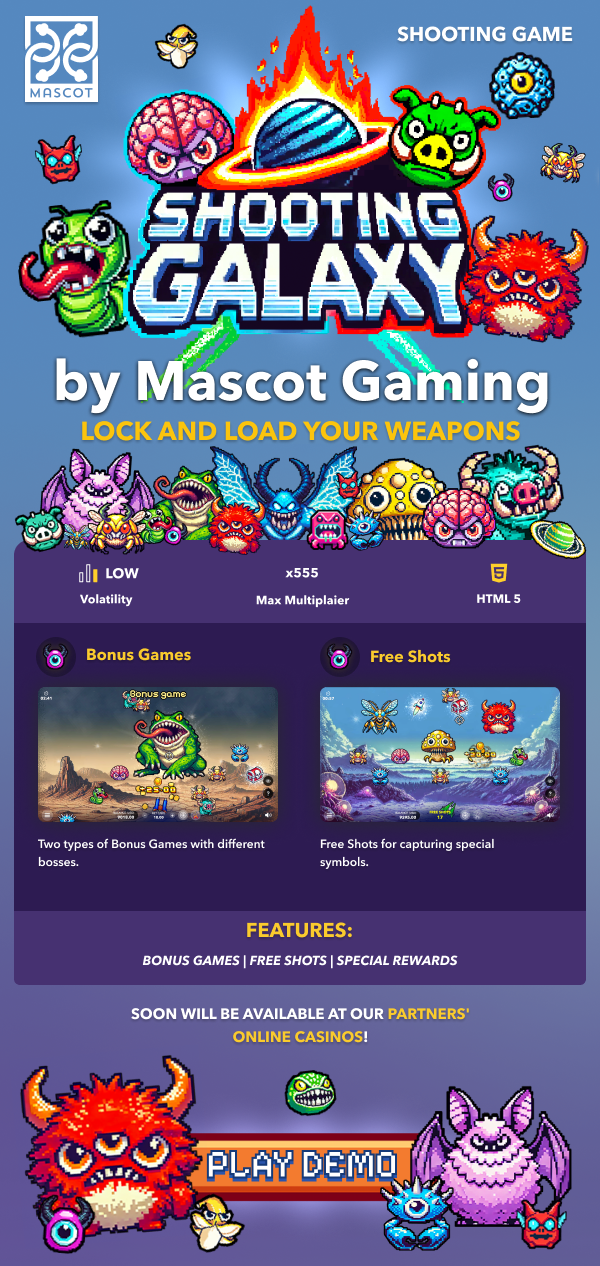 MASCOT
SHOOTING GAME
SHOOTING
GALAXY
by Mascot Gaming
LOCK AND LOAD YOUR WEAPONS
LOW
Volatility
x555
Max Multiplaier
HTML 5
Bonus Games
Free Shots
Bonus game
Two types of Bonus Games with different
bosses.
Free Shots for capturing special
symbols.
FEATURES:
BONUS GAMES | FREE SHOTS | SPECIAL REWARDS
SOON WILL BE AVAILABLE AT OUR PARTNERS'
ONLINE CASINOS!
PLAY DEMO